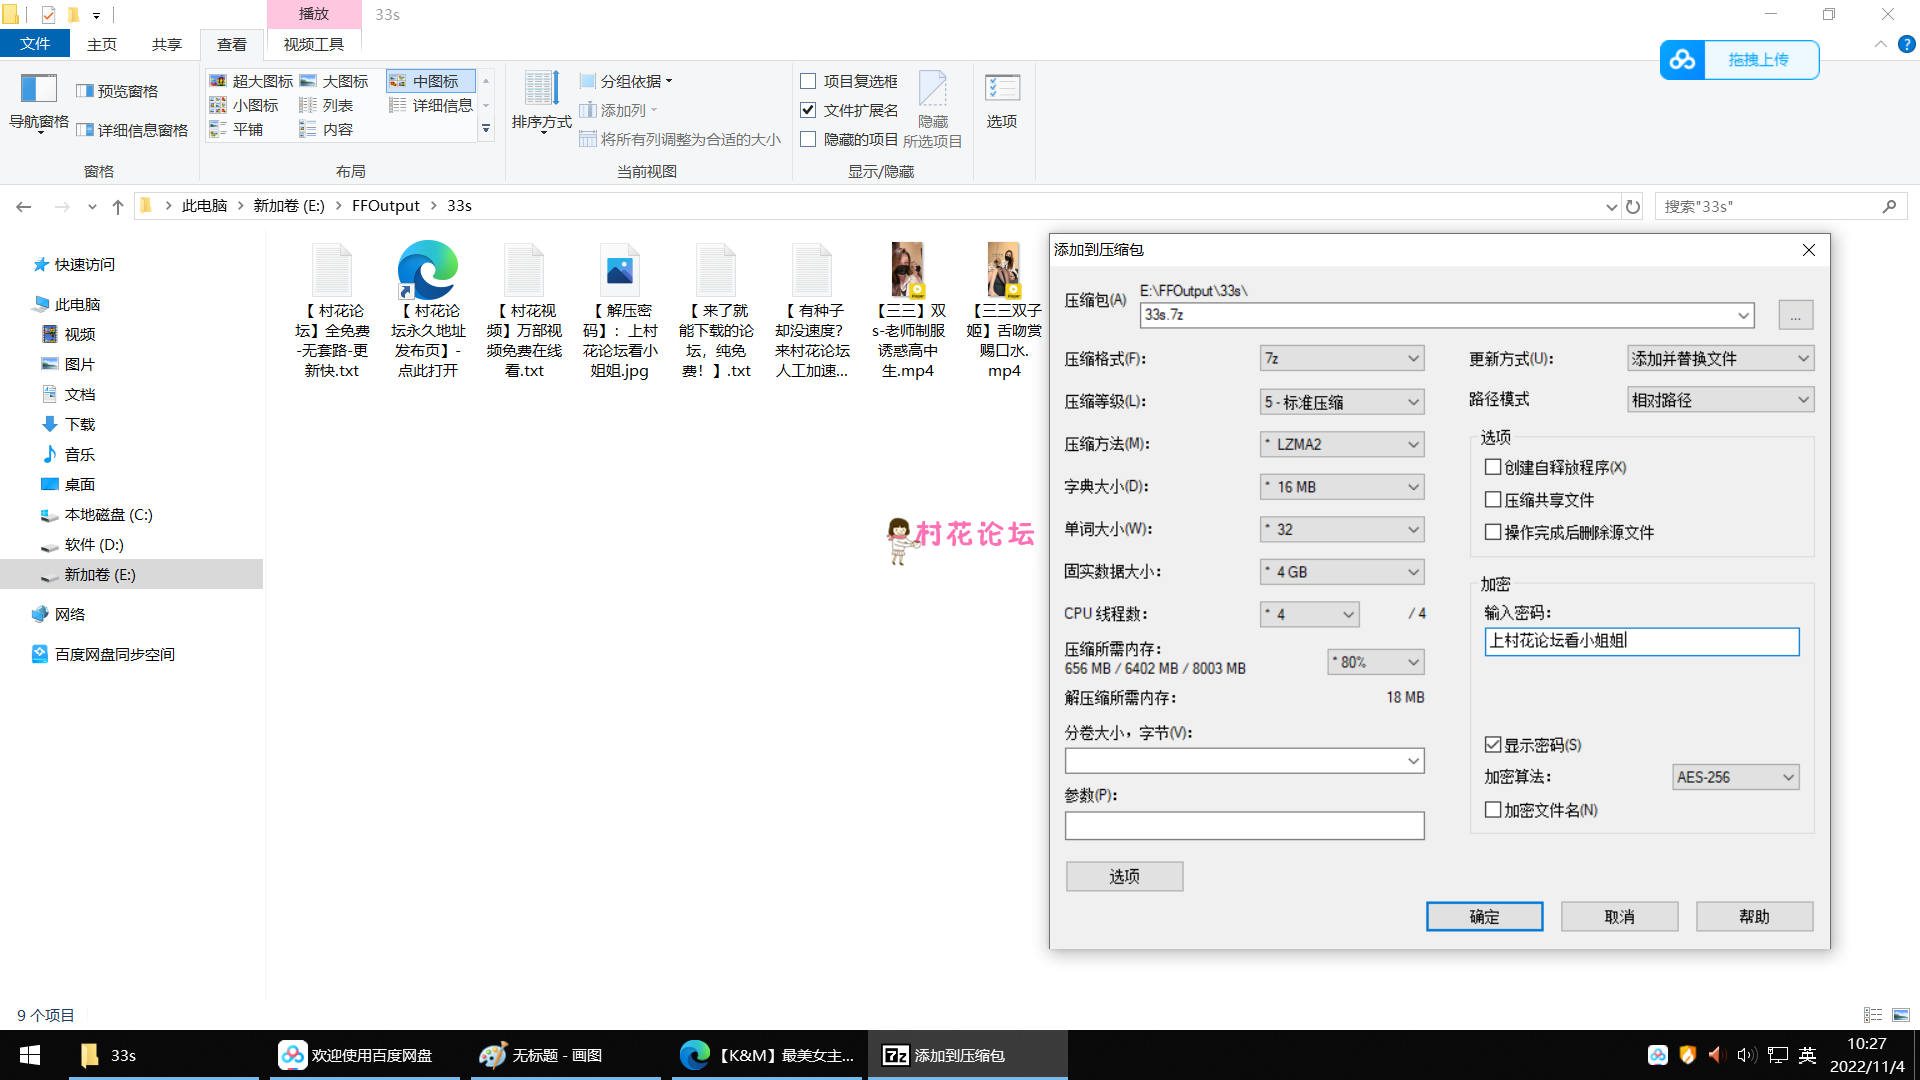 播放
33s
文件
主页
共享
查看
视频工具
拖拽上传
导航窗格
预览窗格
详细信息窗格
窗格
超大图标
大图标
中图标
小图标
列表
详细信息
平铺
内容
布局
排序方式
分组依据
添加列
将所有列调整为合适的大小
当前视图
项目复选框
文件扩展名
隐藏的项目
隐藏
所选项目
显示/隐藏
选项
此电脑
新加卷 (E:)
FFOutput
33s
搜索"33s"
快速访问
此电脑
视频
图片
文档
下载
音乐
桌面
本地磁盘 (C:)
软件 (D:)
新加卷 (E:)
网络
百度网盘同步空间
【 村花论
坛】全免费
-无套路-更
新快.txt
【 村花论
坛永久地址
发布页】-
点此打开
【 村花视
频】万部视
频免费在线
看.txt
【 解压密
码】：上村
花论坛看小
姐姐.jpg
【 来了就
能下载的论
坛，纯免
费！】.txt
【 有种子
却没速度？
来村花论坛
人工加速...
【三三】双
s-老师制服
诱惑高中
生.mp4
【三三双子
姬】舌吻赏
赐口水.
mp4
村花论坛
添加到压缩包
压缩包(A)
E:\FFOutput\33s\
33s.7z
...
压缩格式(F):
7z
压缩等级(L):
5 - 标准压缩
压缩方法(M):
* LZMA2
字典大小(D):
* 16 MB
单词大小(W):
* 32
固实数据大小:
* 4 GB
CPU 线程数:
* 4
/ 4
压缩所需内存:
656 MB / 6402 MB / 8003 MB
* 80%
解压缩所需内存:
18 MB
分卷大小，字节(V):
参数(P):
选项
更新方式(U):
添加并替换文件
路径模式
相对路径
选项
创建自释放程序(X)
压缩共享文件
操作完成后删除源文件
加密
输入密码:
上村花论坛看小姐姐
显示密码(S)
加密算法:
AES-256
加密文件名(N)
确定
取消
帮助
9 个项目
33s
欢迎使用百度网盘
无标题 - 画图
【K&M】最美女主...
7z
添加到压缩包
英
10:27
2022/11/4